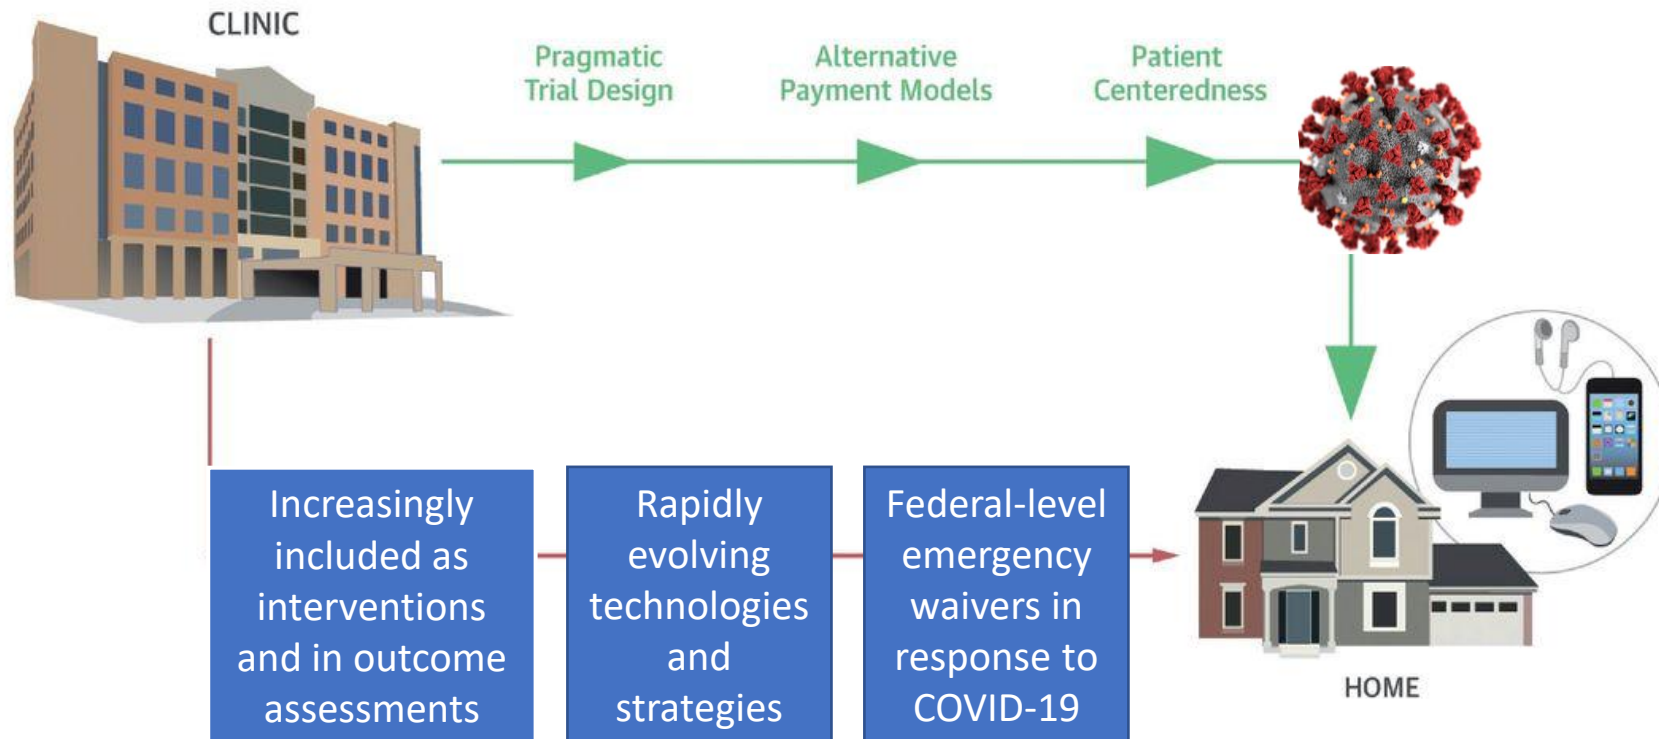 CLINIC
Pragmatic
Trial Design
Alternative
Payment Models
Patient
Centeredness
Increasingly
included as
interventions
and in outcome
assessments
Rapidly
evolving
technologies
and
strategies
Federal-level
emergency
waivers in
response to
COVID-19
HOME